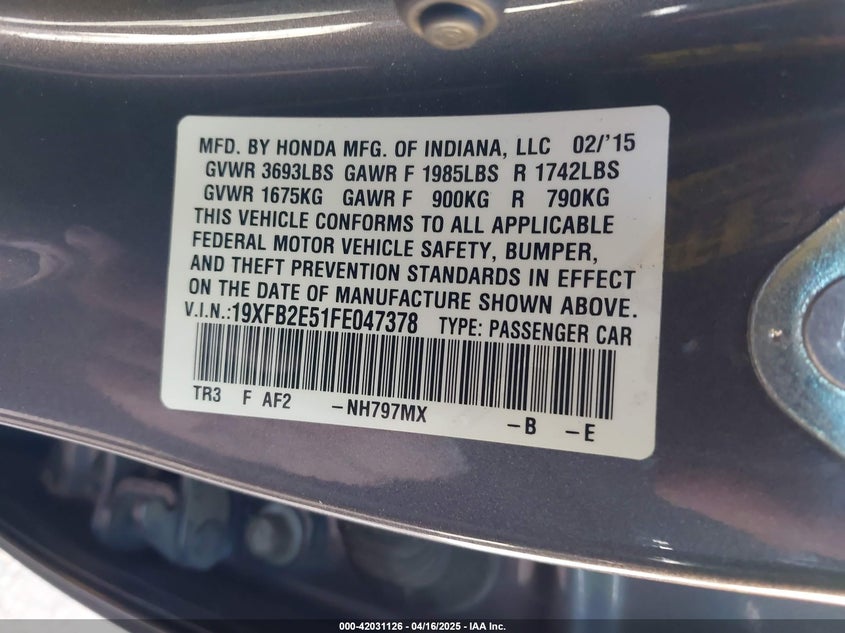 MFD. BY HONDA MFG. OF INDIANA, LLC 02/'15
GVWR 3693LBS GAWR F 1985LBS R 1742LBS
GVWR 1675KG GAWR F 900KG R 790KG
THIS VEHICLE CONFORMS TO ALL APPLICABLE
FEDERAL MOTOR VEHICLE SAFETY, BUMPER,
AND THEFT PREVENTION STANDARDS IN EFFECT
ON THE DATE OF MANUFACTURE SHOWN ABOVE.
V.I.N.:19XFB2E51FE047378 TYPE: PASSENGER CAR
TR3 F AF2 -NH797MX -B -E
000-42031126 - 04/16/2025 - IAA Inc.